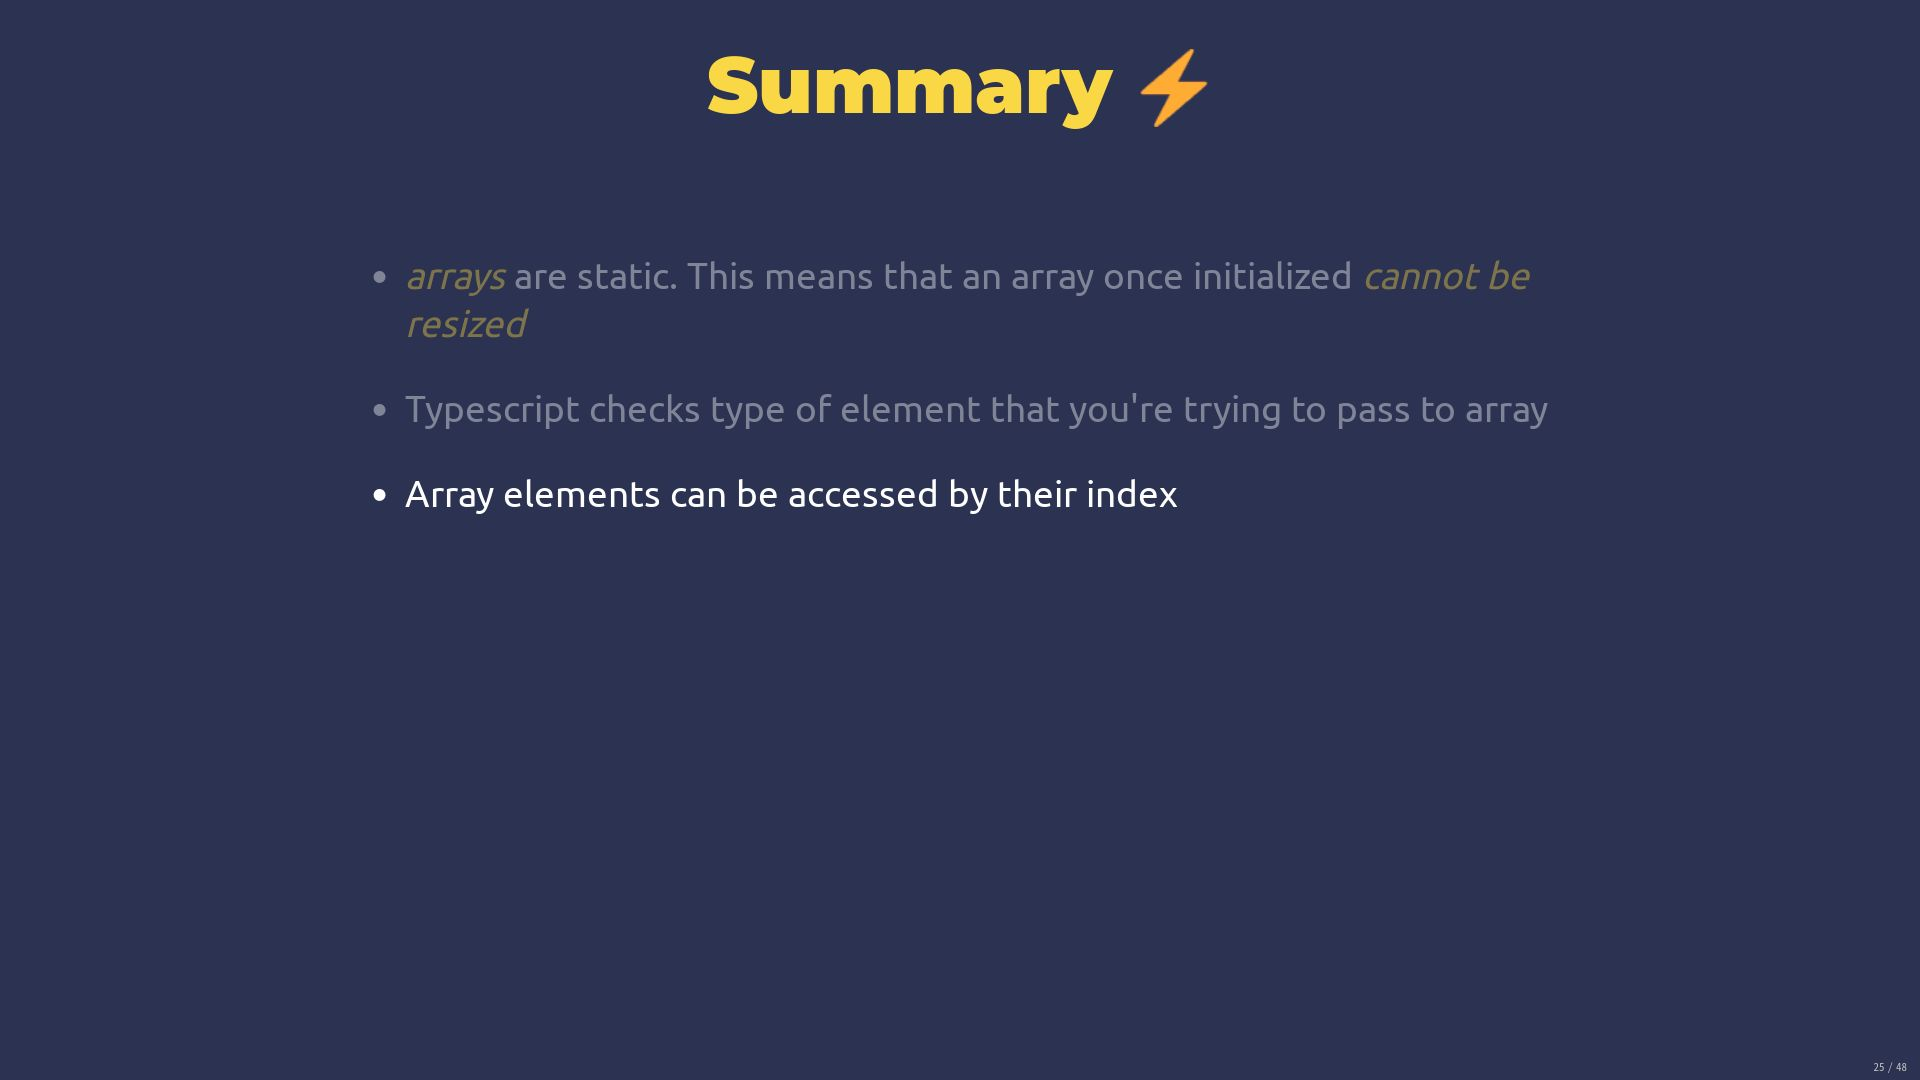 Summary ⚡
• arrays are static. This means that an array once initialized cannot be
resized
• Typescript checks type of element that you're trying to pass to array
• Array elements can be accessed by their index
25 / 48